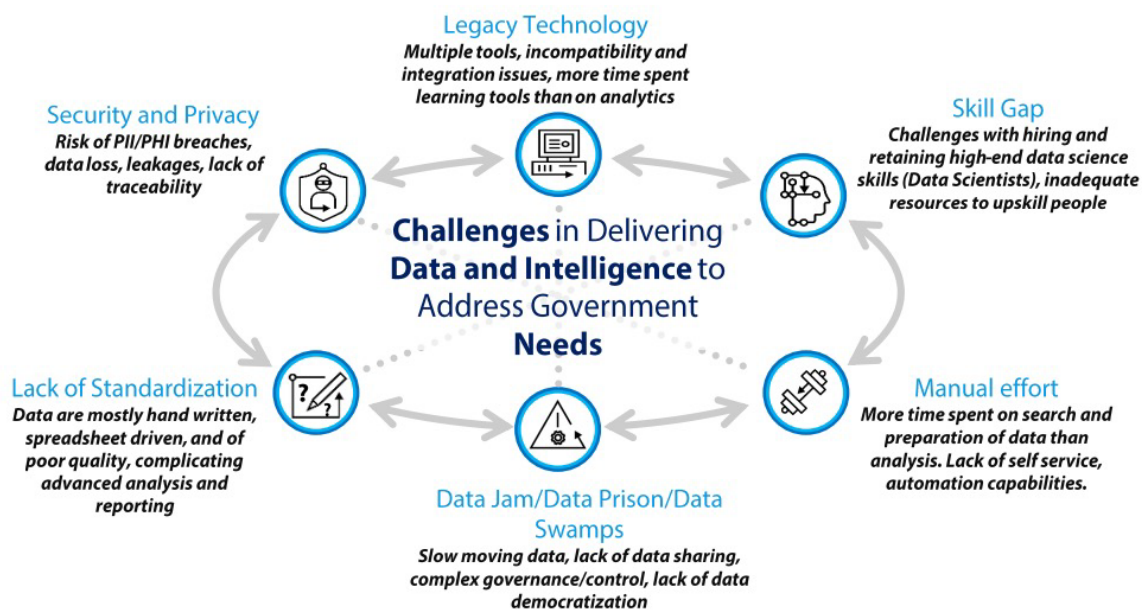 Legacy Technology
Multiple tools, incompatibility and
integration issues, more time spent
learning tools than on analytics
Security and Privacy
Risk of PII/PHI breaches,
data loss, leakages, lack of
traceability
Skill Gap
Challenges with hiring and
retaining high-end data science
skills (Data Scientists), inadequate
resources to upskill people
Challenges in Delivering
Data and Intelligence to
Address Government
Needs
Lack of Standardization
Data are mostly hand written,
spreadsheet driven, and of
poor quality, complicating
advanced analysis and
reporting
? ?
Manual effort
More time spent on search and
preparation of data than
analysis. Lack of self service,
automation capabilities.
Data Jam/Data Prison/Data
Swamps
Slow moving data, lack of data sharing,
complex governance/control, lack of data
democratization